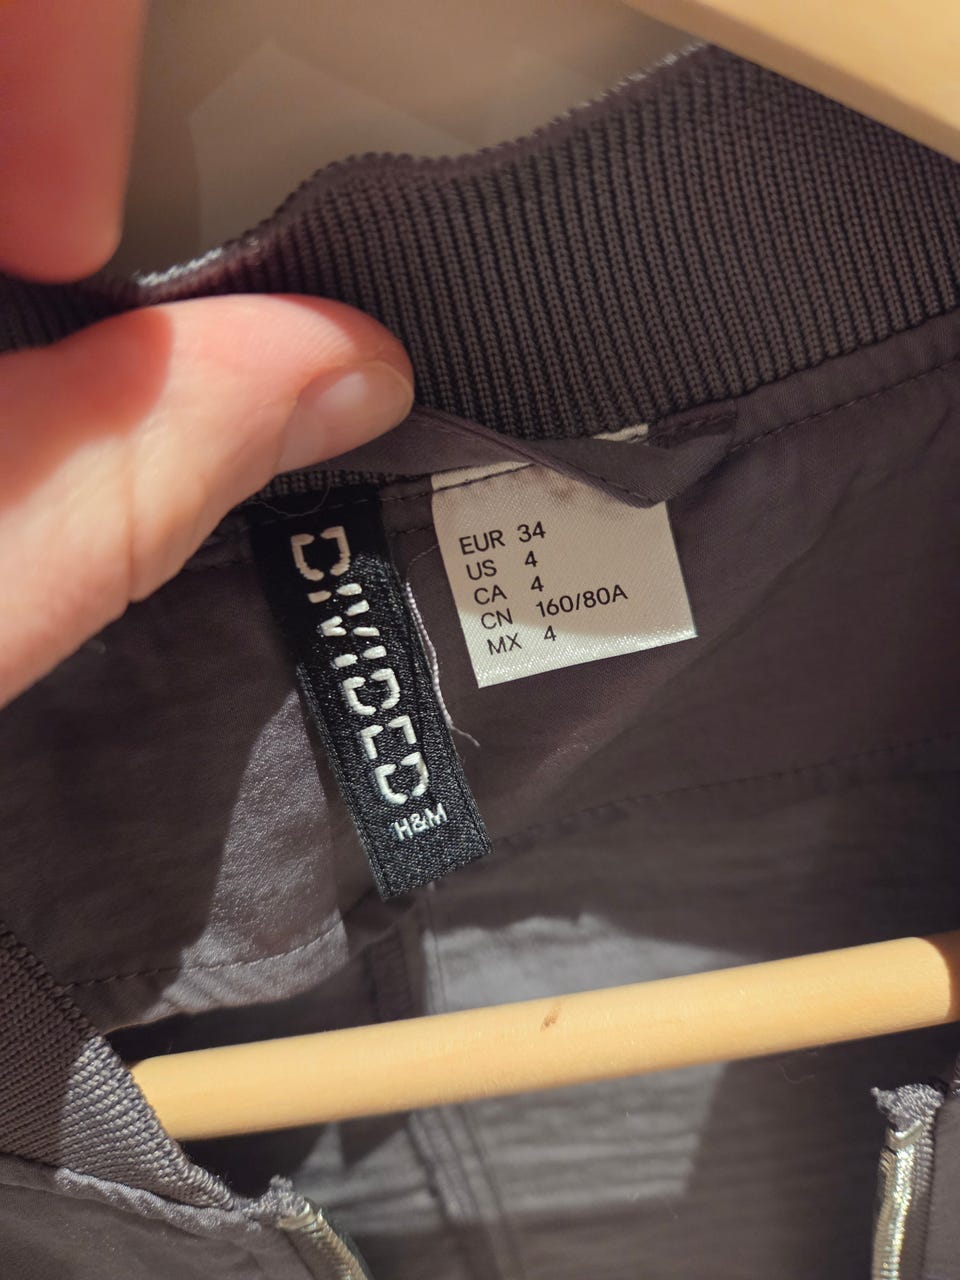 DIVIDED
H&M
EUR 34
US 4
CA 4
CN 160/80A
MX 4